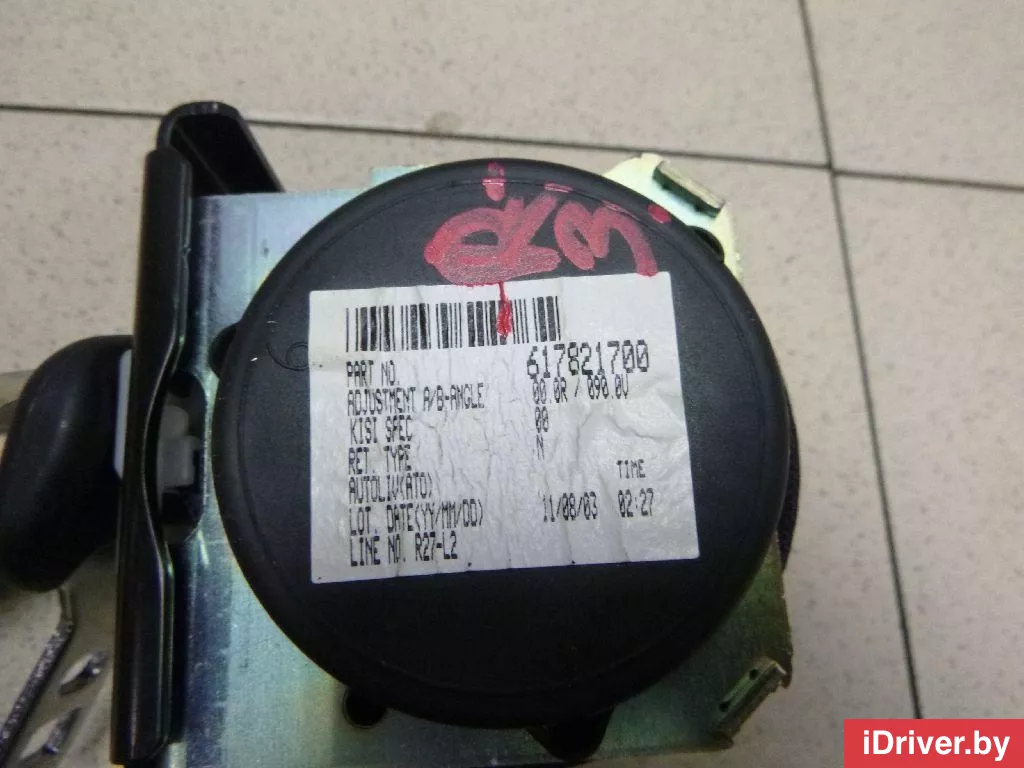 PART NO. 617821700
ADJUSTMENT A/B-ANGLE 00.0R / 090.0V
KISI SPEC 00
RET. TYPE N
AUTOLIV(ATO) TIME
LOT. DATE(YY/MM/DD) 11/08/03 02:27
LINE NO. R27-L2
iDriver.by